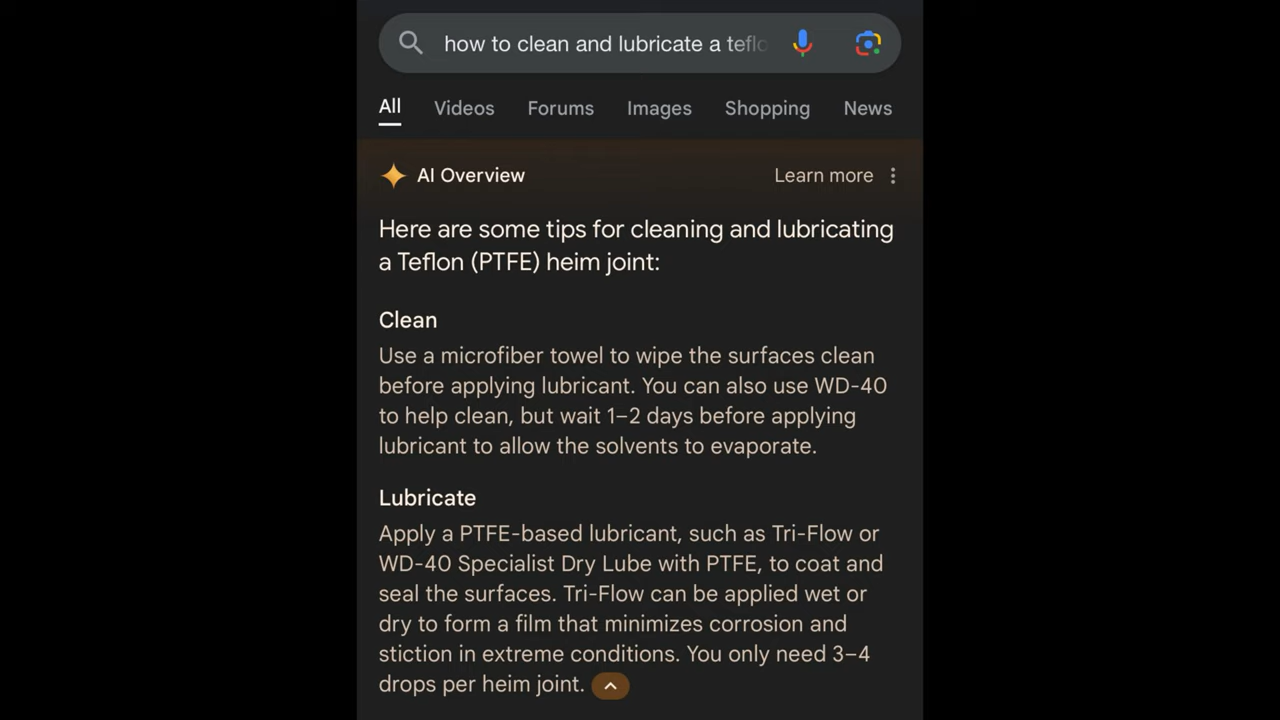 how to clean and lubricate a teflo
All Videos Forums Images Shopping News
AI Overview Learn more
Here are some tips for cleaning and lubricating
a Teflon (PTFE) heim joint:
Clean
Use a microfiber towel to wipe the surfaces clean
before applying lubricant. You can also use WD-40
to help clean, but wait 1–2 days before applying
lubricant to allow the solvents to evaporate.
Lubricate
Apply a PTFE-based lubricant, such as Tri-Flow or
WD-40 Specialist Dry Lube with PTFE, to coat and
seal the surfaces. Tri-Flow can be applied wet or
dry to form a film that minimizes corrosion and
stiction in extreme conditions. You only need 3–4
drops per heim joint.